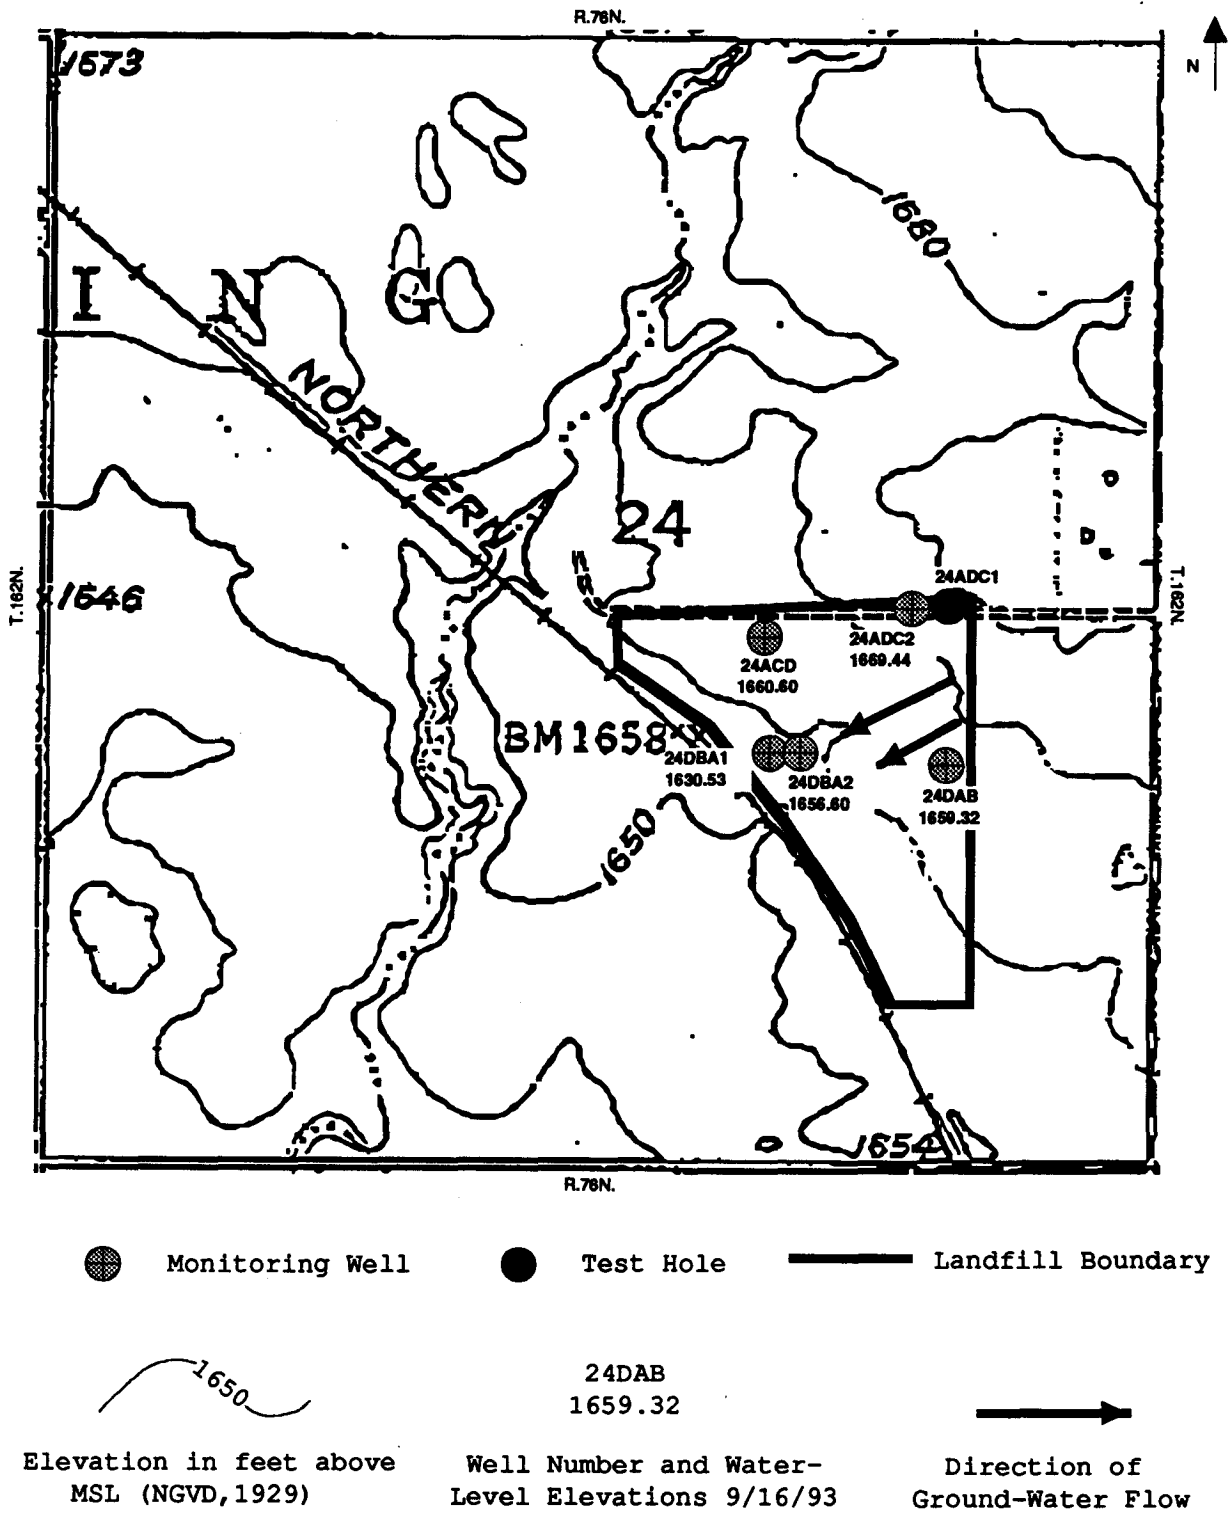 R.76N.
N
1673
1680
I N G
NORTHERN
24
T.162N.
1646
T.162N.
24ADC1
24ADC2
1669.44
24ACD
1660.60
BM 1658
24DBA1
1630.53
24DBA2
1656.60
24DAB
1659.32
1650
1654
R.76N.
Monitoring Well
Test Hole
Landfill Boundary
1650
24DAB
1659.32
Elevation in feet above
MSL (NGVD,1929)
Well Number and Water-
Level Elevations 9/16/93
Direction of
Ground-Water Flow